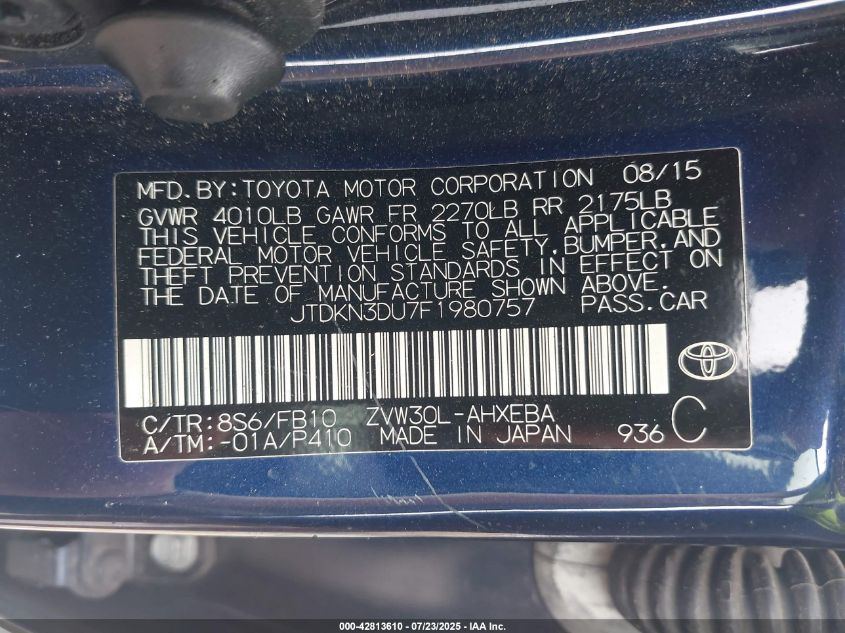 MFD. BY: TOYOTA MOTOR CORPORATION 08/15
GVWR 4010LB GAWR FR 2270LB RR 2175LB
THIS VEHICLE CONFORMS TO ALL APPLICABLE
FEDERAL MOTOR VEHICLE SAFETY, BUMPER, AND
THEFT PREVENTION STANDARDS IN EFFECT ON
THE DATE OF MANUFACTURE SHOWN ABOVE.
JTDKN3DU7F1980757 PASS. CAR
C/TR: 8S6/FB10 ZVW30L-AHXEBA
A/TM: -01A/P410 MADE IN JAPAN 936 C
000-42813610 - 07/23/2025 - IAA Inc.